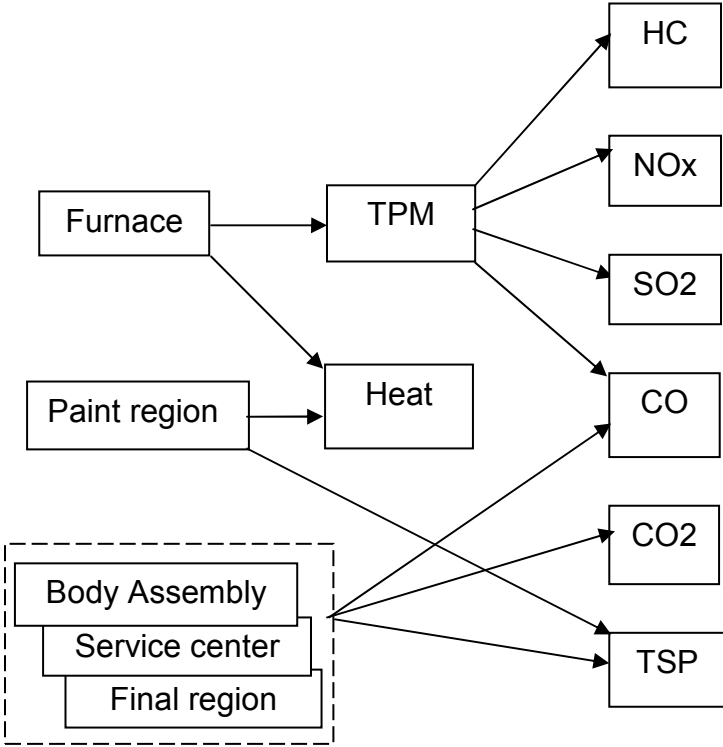 HC
NOx
Furnace
TPM
SO2
Paint region
Heat
CO
CO2
Body Assembly
Service center
Final region
TSP